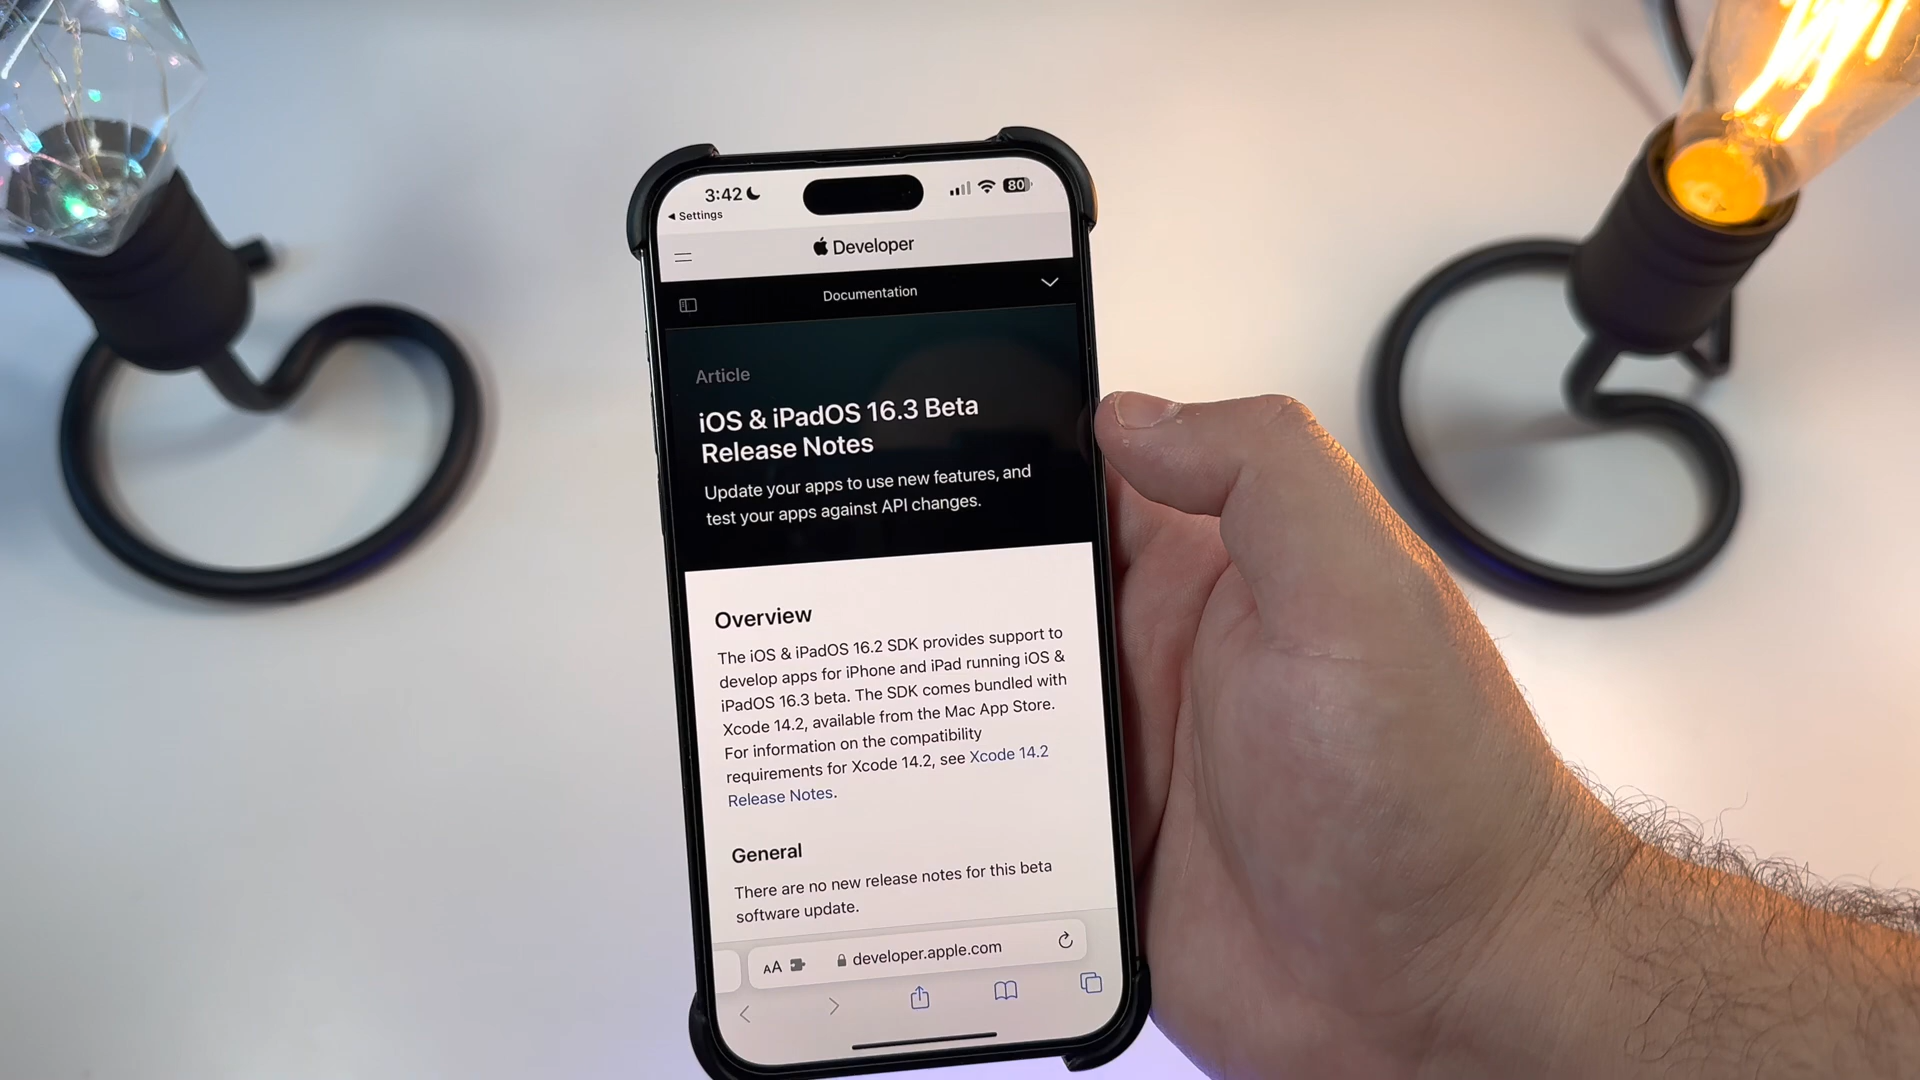 3:42
80
Settings
Developer
Documentation
Article
iOS & iPadOS 16.3 Beta
Release Notes
Update your apps to use new features, and
test your apps against API changes.
Overview
The iOS & iPadOS 16.2 SDK provides support to
develop apps for iPhone and iPad running iOS &
iPadOS 16.3 beta. The SDK comes bundled with
Xcode 14.2, available from the Mac App Store.
For information on the compatibility
requirements for Xcode 14.2, see Xcode 14.2
Release Notes.
General
There are no new release notes for this beta
software update.
AA developer.apple.com